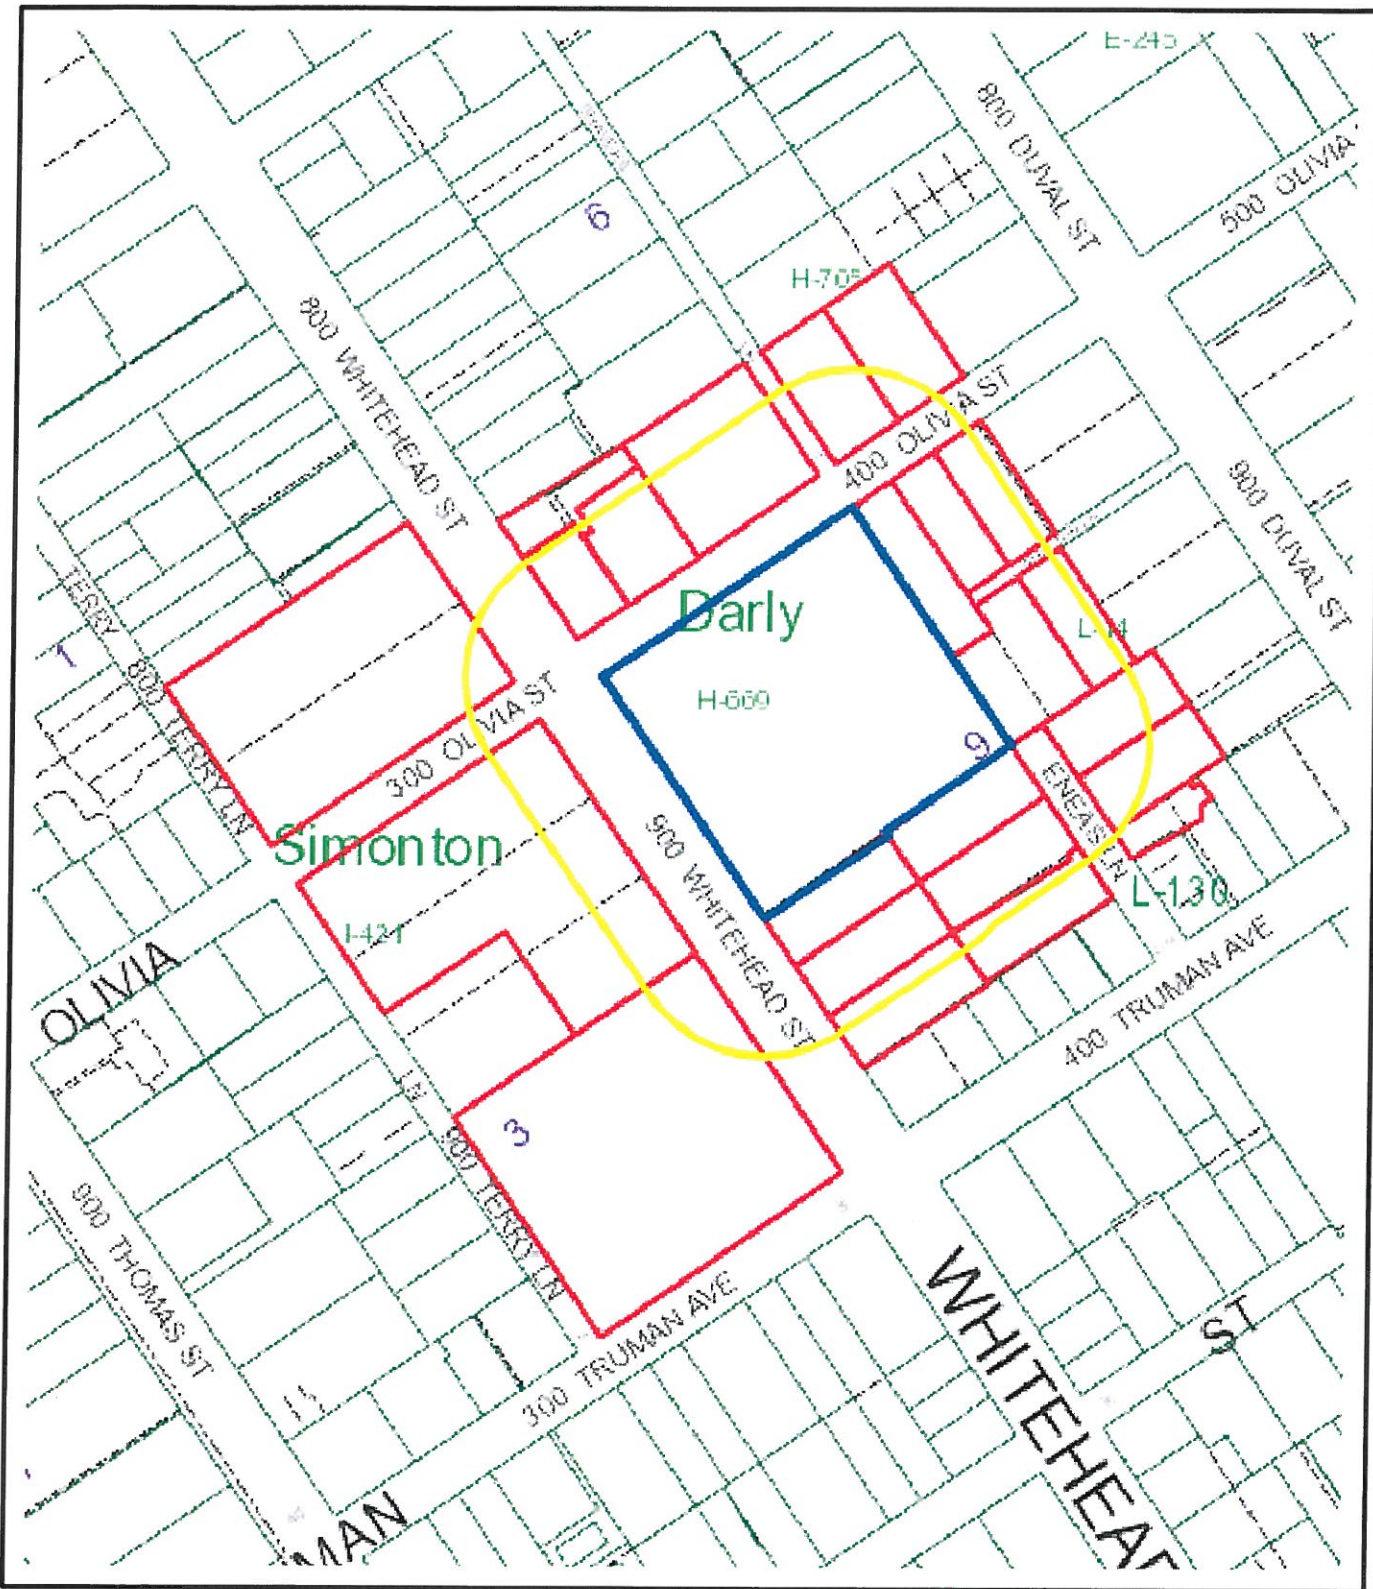 E-245
800 DUVAL ST
500 OLIVIA
6
H-705
800 WHITEHEAD ST
400 OLIVIA ST
900 DUVAL ST
TERRY
1
Darly
L-14
800 TERRY LN
300 OLIVIA ST
H-669
9
ENEAS LN
Simonton
900 WHITEHEAD ST
L-130
I-421
OLIVIA
400 TRUMAN AVE
LN
3
900 TERRY LN
900 THOMAS ST
WHITEHEAD
ST
300 TRUMAN AVE
MAN